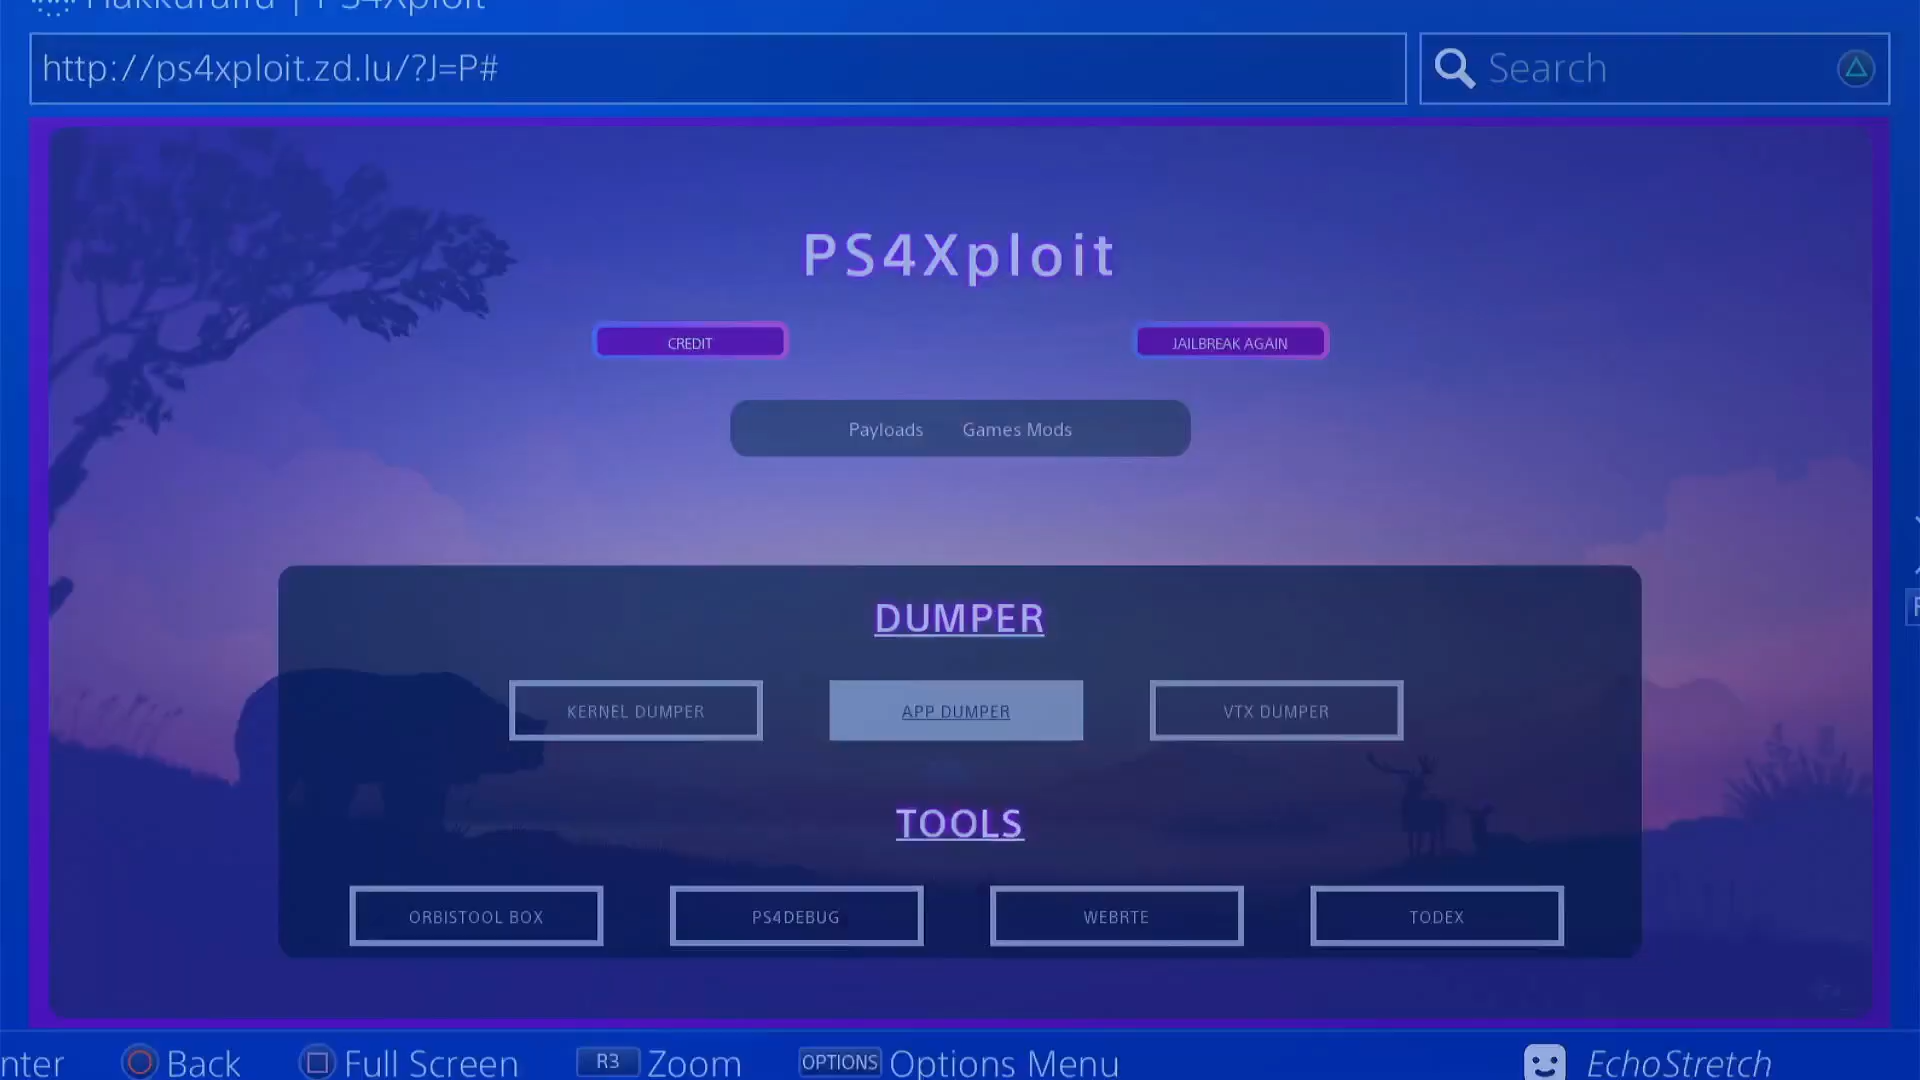 PS4Xploit
http://ps4xploit.zd.lu/?J=P#
Search
PS4Xploit
CREDIT
JAILBREAK AGAIN
Payloads
Games Mods
DUMPER
KERNEL DUMPER
APP DUMPER
VTX DUMPER
TOOLS
ORBISTOOL BOX
PS4DEBUG
WEBRTE
TODEX
nter
Back
Full Screen
R3 Zoom
OPTIONS Options Menu
EchoStretch